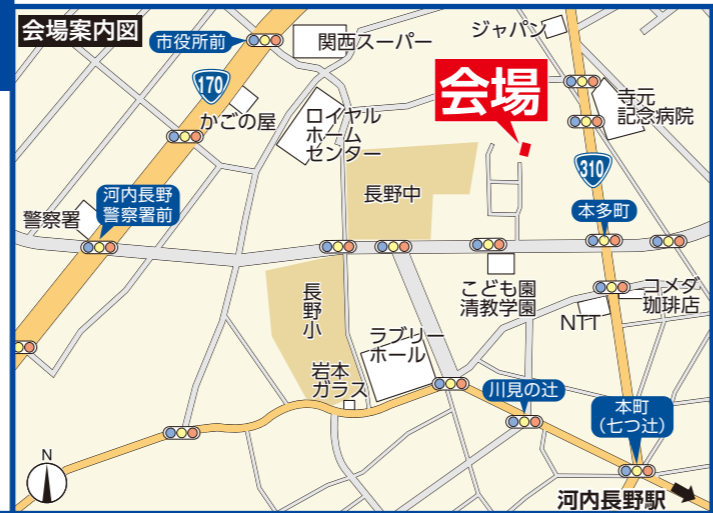 会場案内図
市役所前
関西スーパー
ジャパン
170
かごの屋
ロイヤル
ホーム
センター
会場
寺元
記念病院
310
長野中
河内長野
警察署前
警察署
本多町
こども園
清教学園
コメダ
珈琲店
NTT
長野小
ラブリー
ホール
岩本
ガラス
川見の辻
本町
(七つ辻)
N
河内長野駅